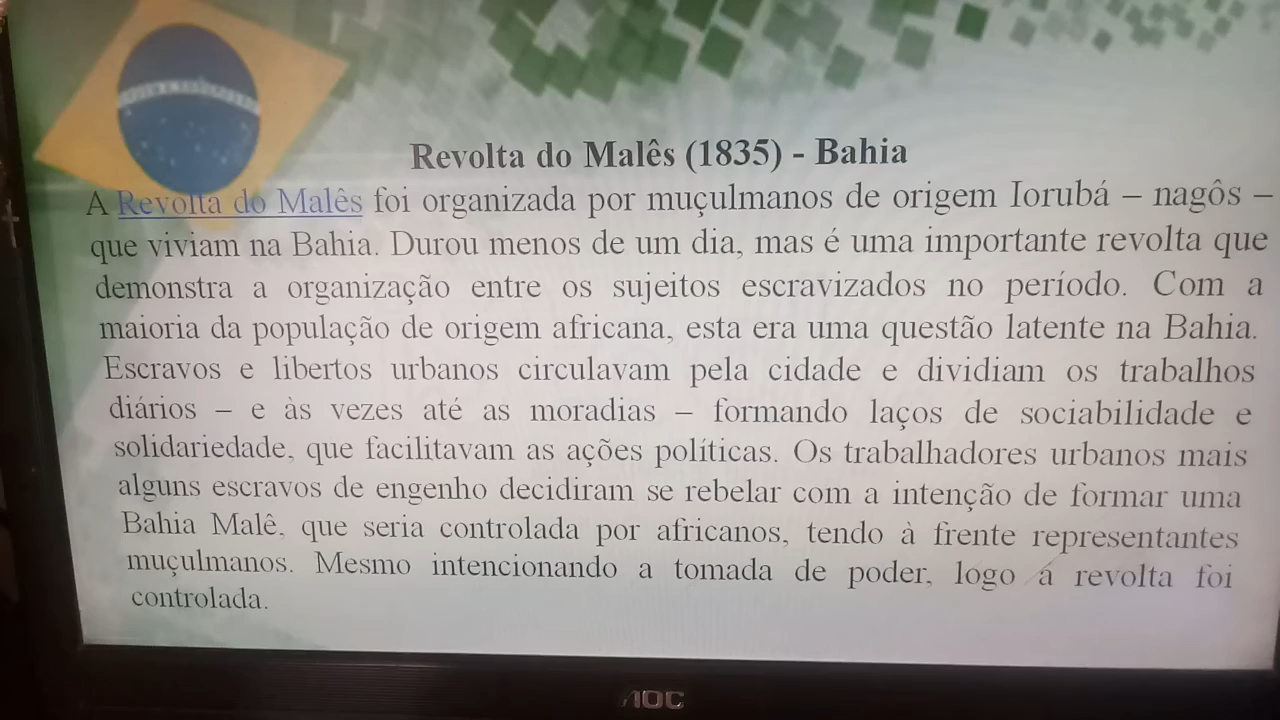 Revolta do Malês (1835) - Bahia
A Revolta do Malês foi organizada por muçulmanos de origem Iorubá – nagôs –
que viviam na Bahia. Durou menos de um dia, mas é uma importante revolta que
demonstra a organização entre os sujeitos escravizados no período. Com a
maioria da população de origem africana, esta era uma questão latente na Bahia.
Escravos e libertos urbanos circulavam pela cidade e dividiam os trabalhos
diários – e às vezes até as moradias – formando laços de sociabilidade e
solidariedade, que facilitavam as ações políticas. Os trabalhadores urbanos mais
alguns escravos de engenho decidiram se rebelar com a intenção de formar uma
Bahia Malê, que seria controlada por africanos, tendo à frente representantes
muçulmanos. Mesmo intencionando a tomada de poder, logo a revolta foi
controlada.
AOC